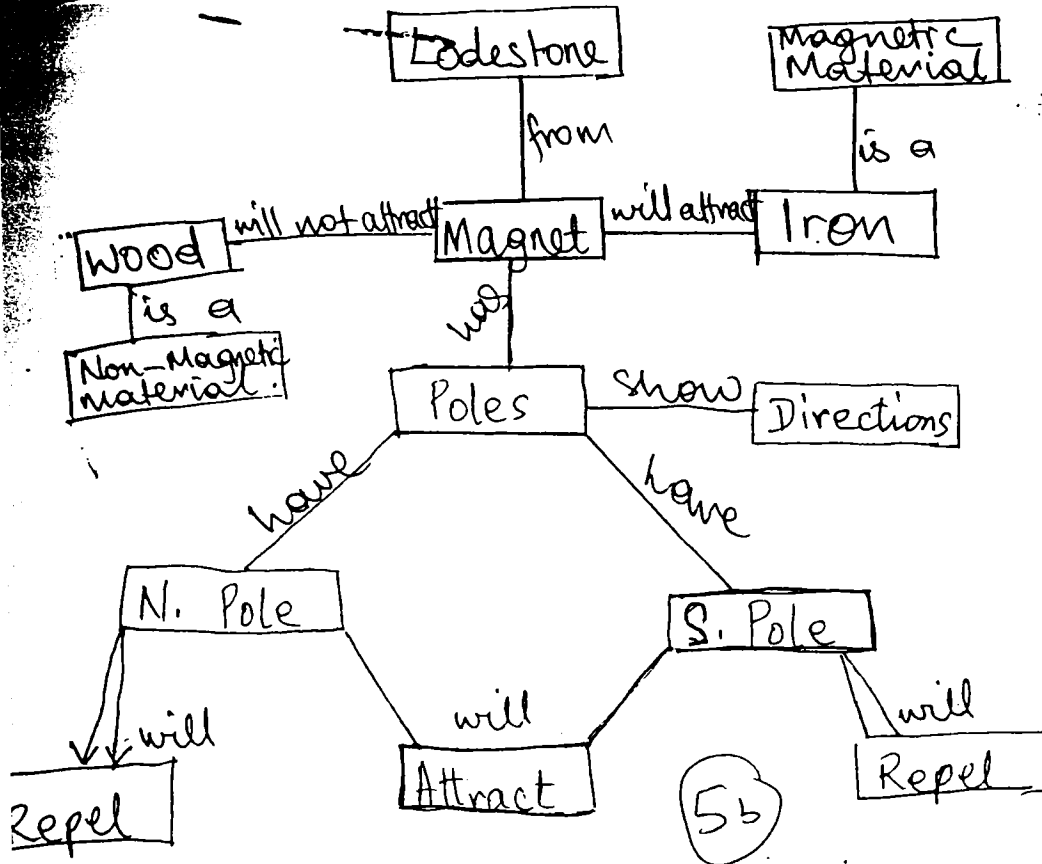 Lodestone
Magnetic
Material
from
is a
Wood
will not attract
Magnet
will attract
Iron
is a
has
Non-Magnetic
Material.
Poles
show
Directions
have
have
N. Pole
S. Pole
will
will
will
Repel
Attract
5b
Repel